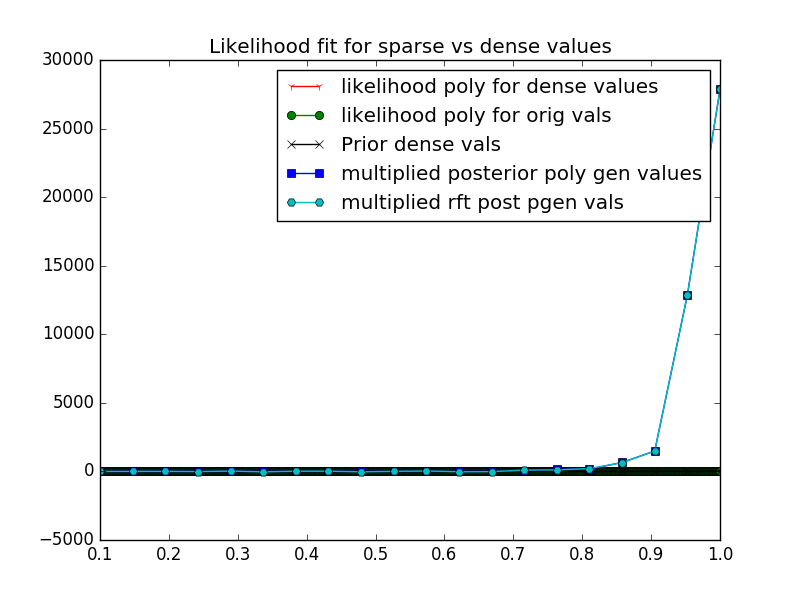 Likelihood fit for sparse vs dense values
30000
25000
20000
15000
10000
5000
0
−5000
likelihood poly for dense values
likelihood poly for orig vals
Prior dense vals
multiplied posterior poly gen values
multiplied rft post pgen vals
0.1 0.2 0.3 0.4 0.5 0.6 0.7 0.8 0.9 1.0